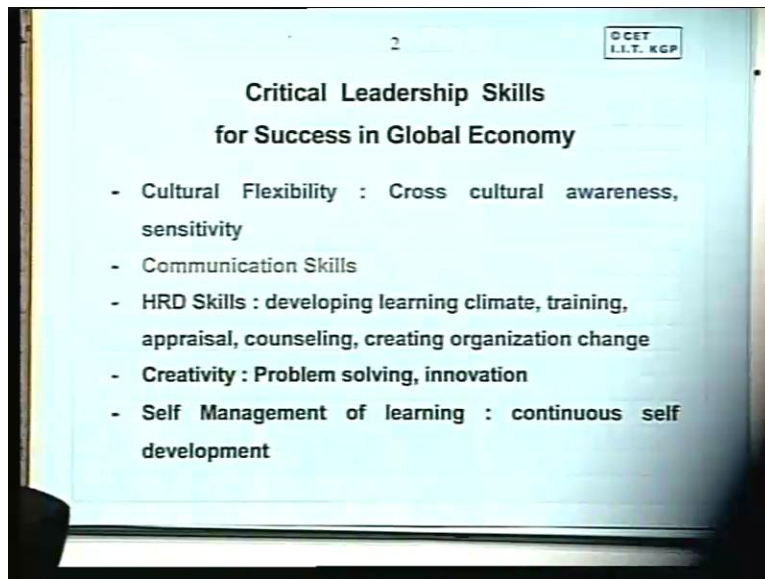 2
© CET
I.I.T. KGP
Critical Leadership Skills
for Success in Global Economy
- Cultural Flexibility : Cross cultural awareness,
sensitivity
- Communication Skills
- HRD Skills : developing learning climate, training,
appraisal, counseling, creating organization change
- Creativity : Problem solving, innovation
- Self Management of learning : continuous self
development